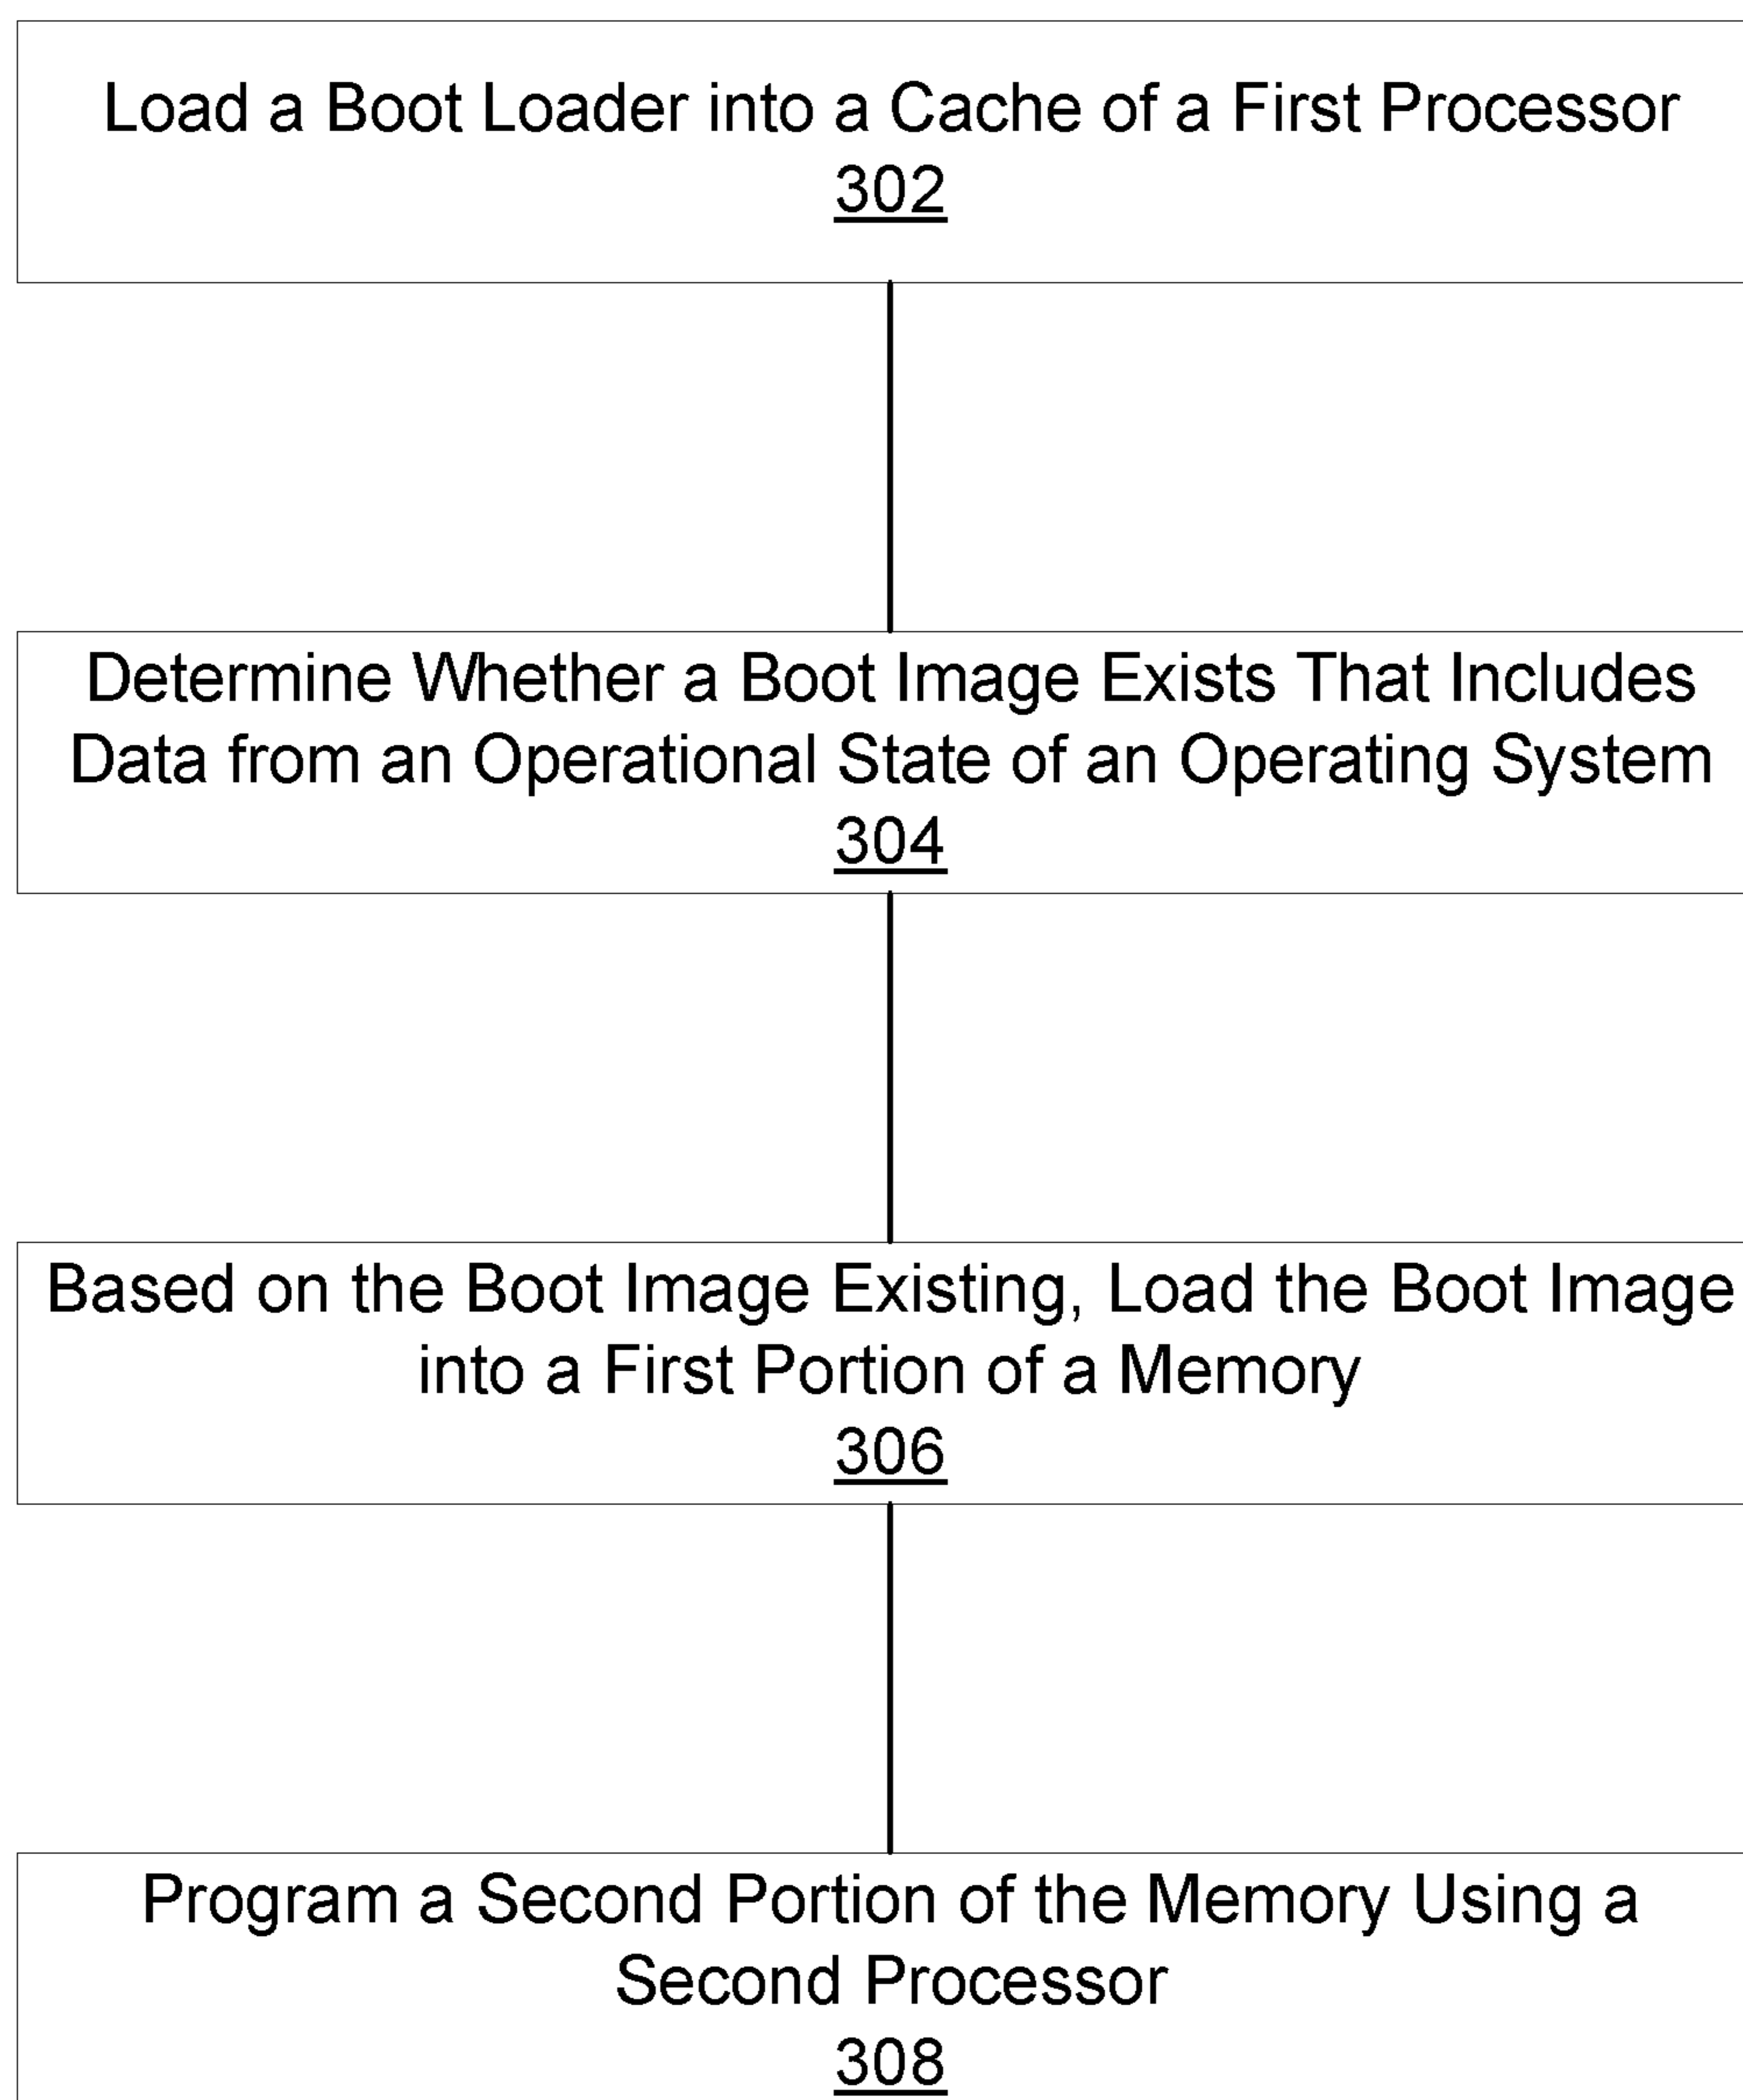 Load a Boot Loader into a Cache of a First Processor
302
Determine Whether a Boot Image Exists That Includes
Data from an Operational State of an Operating System
304
Based on the Boot Image Existing, Load the Boot Image
into a First Portion of a Memory
306
Program a Second Portion of the Memory Using a
Second Processor
308